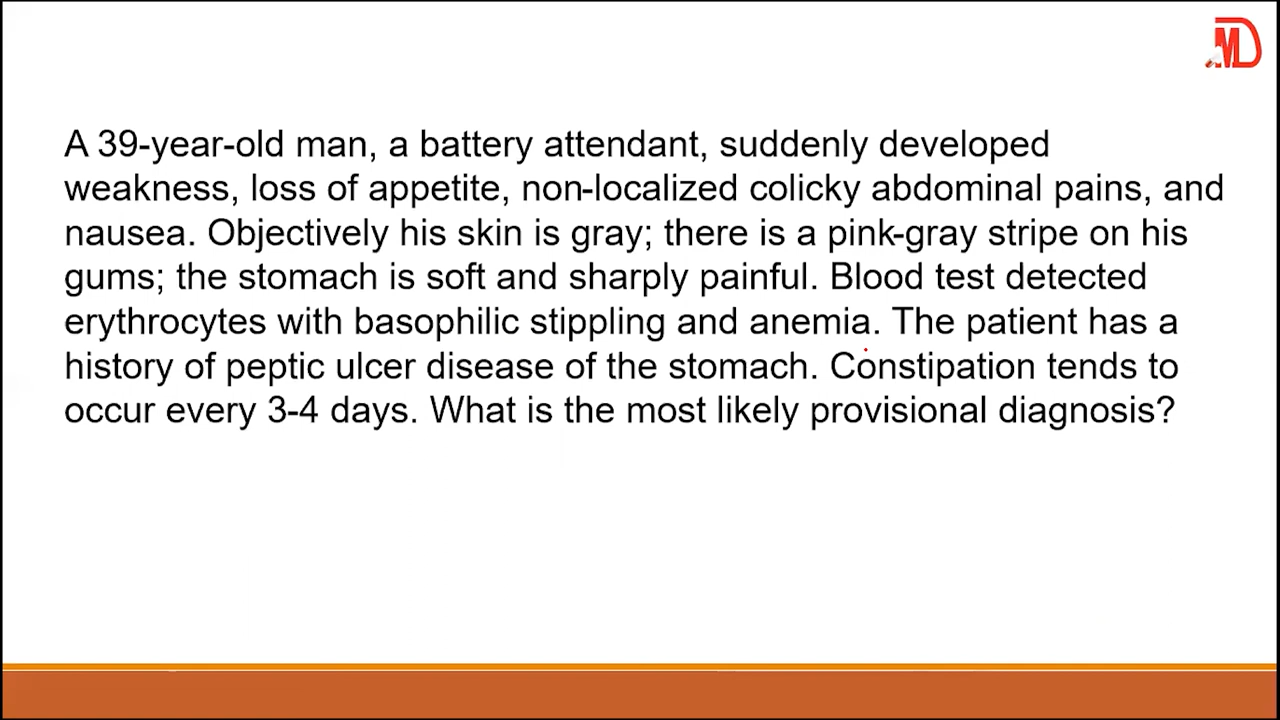 MD
A 39-year-old man, a battery attendant, suddenly developed
weakness, loss of appetite, non-localized colicky abdominal pains, and
nausea. Objectively his skin is gray; there is a pink-gray stripe on his
gums; the stomach is soft and sharply painful. Blood test detected
erythrocytes with basophilic stippling and anemia. The patient has a
history of peptic ulcer disease of the stomach. Constipation tends to
occur every 3-4 days. What is the most likely provisional diagnosis?